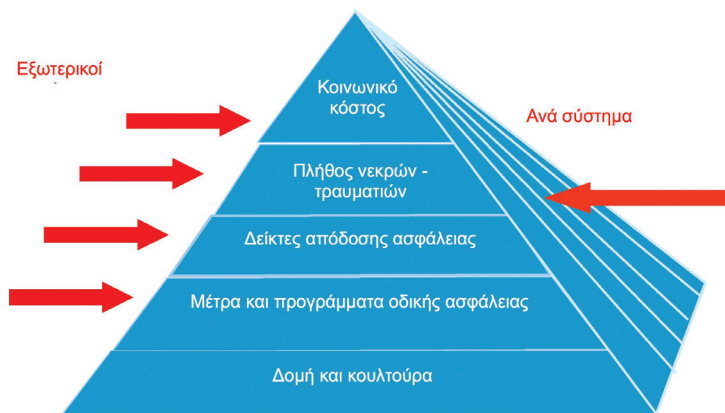 Εξωτερικοί
Κοινωνικό
κόστος
Ανά σύστημα
Πλήθος νεκρών -
τραυματιών
Δείκτες απόδοσης ασφάλειας
Μέτρα και προγράμματα οδικής ασφάλειας
Δομή και κουλτούρα